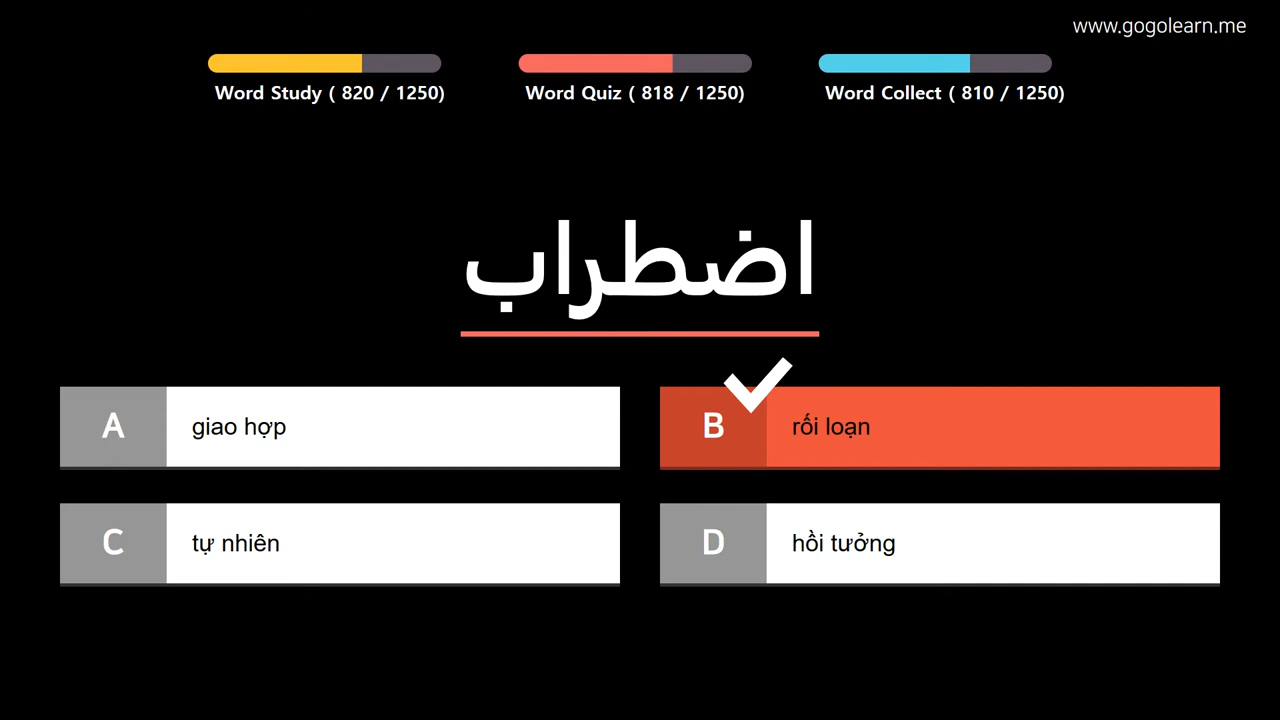 www.gogolearn.me
Word Study ( 820 / 1250)
Word Quiz ( 818 / 1250)
Word Collect ( 810 / 1250)
اضطراب
A giao hợp
B rối loạn
C tự nhiên
D hồi tưởng